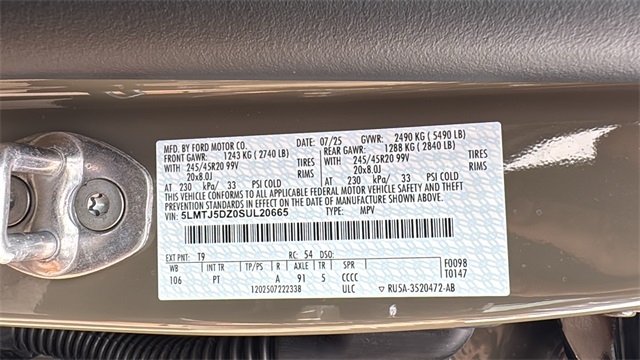 MFD. BY FORD MOTOR CO. 07/25 GVWR: 2490 KG ( 5490 LB)
FRONT GAWR: 1243 KG ( 2740 LB) REAR GAWR: 1288 KG ( 2840 LB)
WITH 245/45R20 99V TIRES WITH 245/45R20 99V TIRES
20x8.0J RIMS 20x8.0J RIMS
AT 230 kPa/ 33 PSI COLD AT 230 kPa/ 33 PSI COLD
THIS VEHICLE CONFORMS TO ALL APPLICABLE FEDERAL MOTOR VEHICLE SAFETY, BUMPER, AND THEFT
PREVENTION STANDARDS IN EFFECT ON THE DATE OF MANUFACTURE SHOWN ABOVE.
VIN: 5LMTJ5DZ0SUL20665 TYPE: MPV
EXT PNT: T9 RC: 54 DSO: F0098
WB INT TR TP/PS R AXLE TR SPR T0147
106 PT A 91 5 CCCC
1202507222338 ULC RU5A-3520472-AB